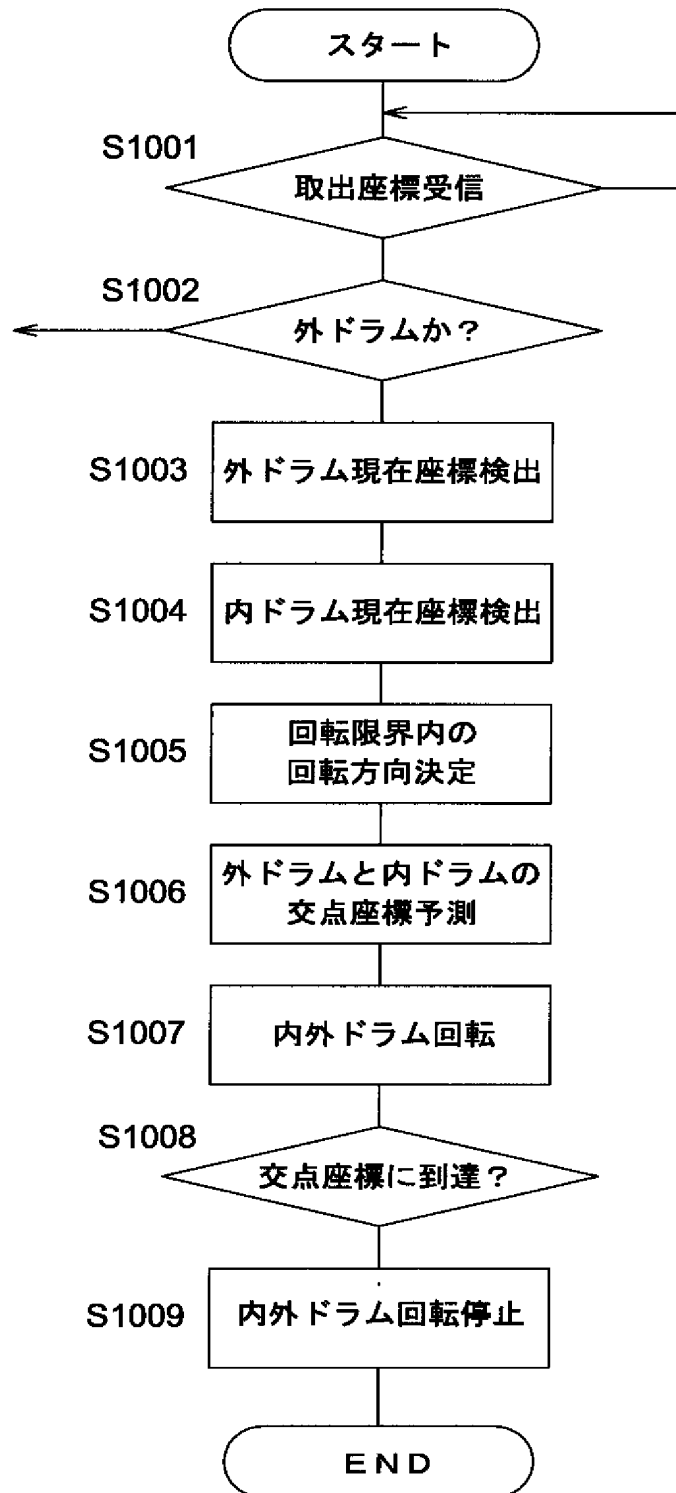 スタート
S1001
取出座標受信
S1002
外ドラムか？
S1003
外ドラム現在座標検出
S1004
内ドラム現在座標検出
S1005
回転限界内の
回転方向決定
S1006
外ドラムと内ドラムの
交点座標予測
S1007
内外ドラム回転
S1008
交点座標に到達？
S1009
内外ドラム回転停止
END